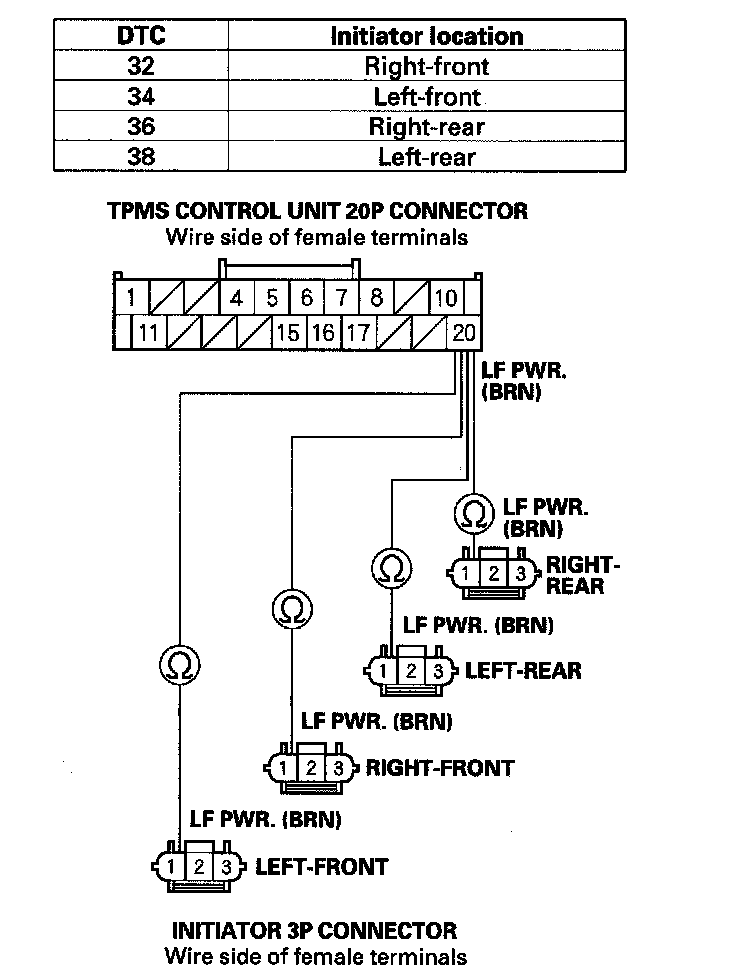 DTC Initiator location
32 Right-front
34 Left-front
36 Right-rear
38 Left-rear
TPMS CONTROL UNIT 20P CONNECTOR
Wire side of female terminals
1 4 5 6 7 8 10
11 15 16 17 20
LF PWR.
(BRN)
Ω LF PWR.
(BRN)
1 2 3 RIGHT-
REAR
Ω
LF PWR. (BRN)
1 2 3 LEFT-REAR
Ω
LF PWR. (BRN)
1 2 3 RIGHT-FRONT
Ω
LF PWR. (BRN)
1 2 3 LEFT-FRONT
INITIATOR 3P CONNECTOR
Wire side of female terminals